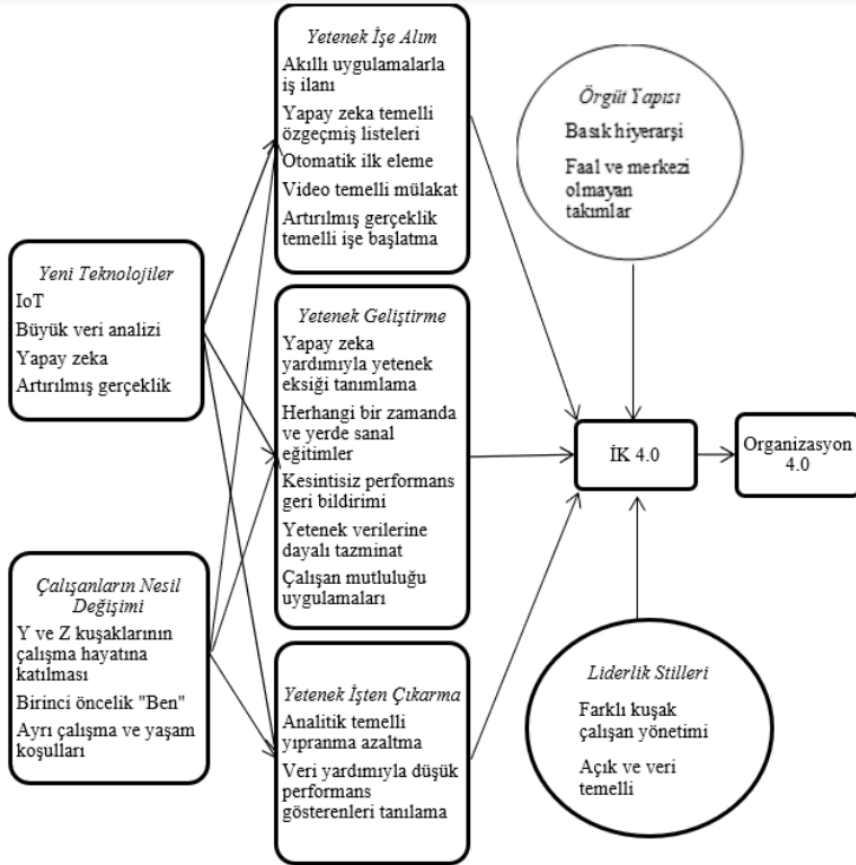 Yeni Teknolojiler
IoT
Büyük veri analizi
Yapay zeka
Artırılmış gerçeklik
Çalışanların Nesil
Değişimi
Y ve Z kuşaklarının
çalışma hayatına
katılması
Birinci öncelik "Ben"
Ayrı çalışma ve yaşam
koşulları
Yetenek İşe Alım
Akıllı uygulamalarla
iş ilanı
Yapay zeka temelli
özgeçmiş listeleri
Otomatik ilk eleme
Video temelli mülakat
Artırılmış gerçeklik
temelli işe başlatma
Yetenek Geliştirme
Yapay zeka
yardımıyla yetenek
eksiği tanımlama
Herhangi bir zamanda
ve yerde sanal
eğitimler
Kesintisiz performans
geri bildirimi
Yetenek verilerine
dayalı tazminat
Çalışan mutluluğu
uygulamaları
Yetenek İşten Çıkarma
Analitik temelli
yıpranma azaltma
Veri yardımıyla düşük
performans
gösterenleri tanılama
Örgüt Yapısı
Basık hiyerarşi
Faal ve merkezi
olmayan
takımlar
İK 4.0
Organizasyon
4.0
Liderlik Stilleri
Farklı kuşak
çalışan yönetimi
Açık ve veri
temelli